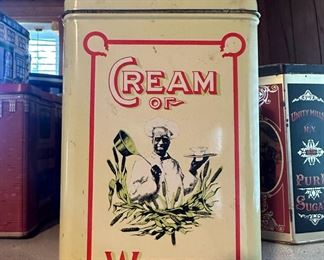 CREAM
OF
UNITY MILLS
N.Y.
PURE
SUGAR